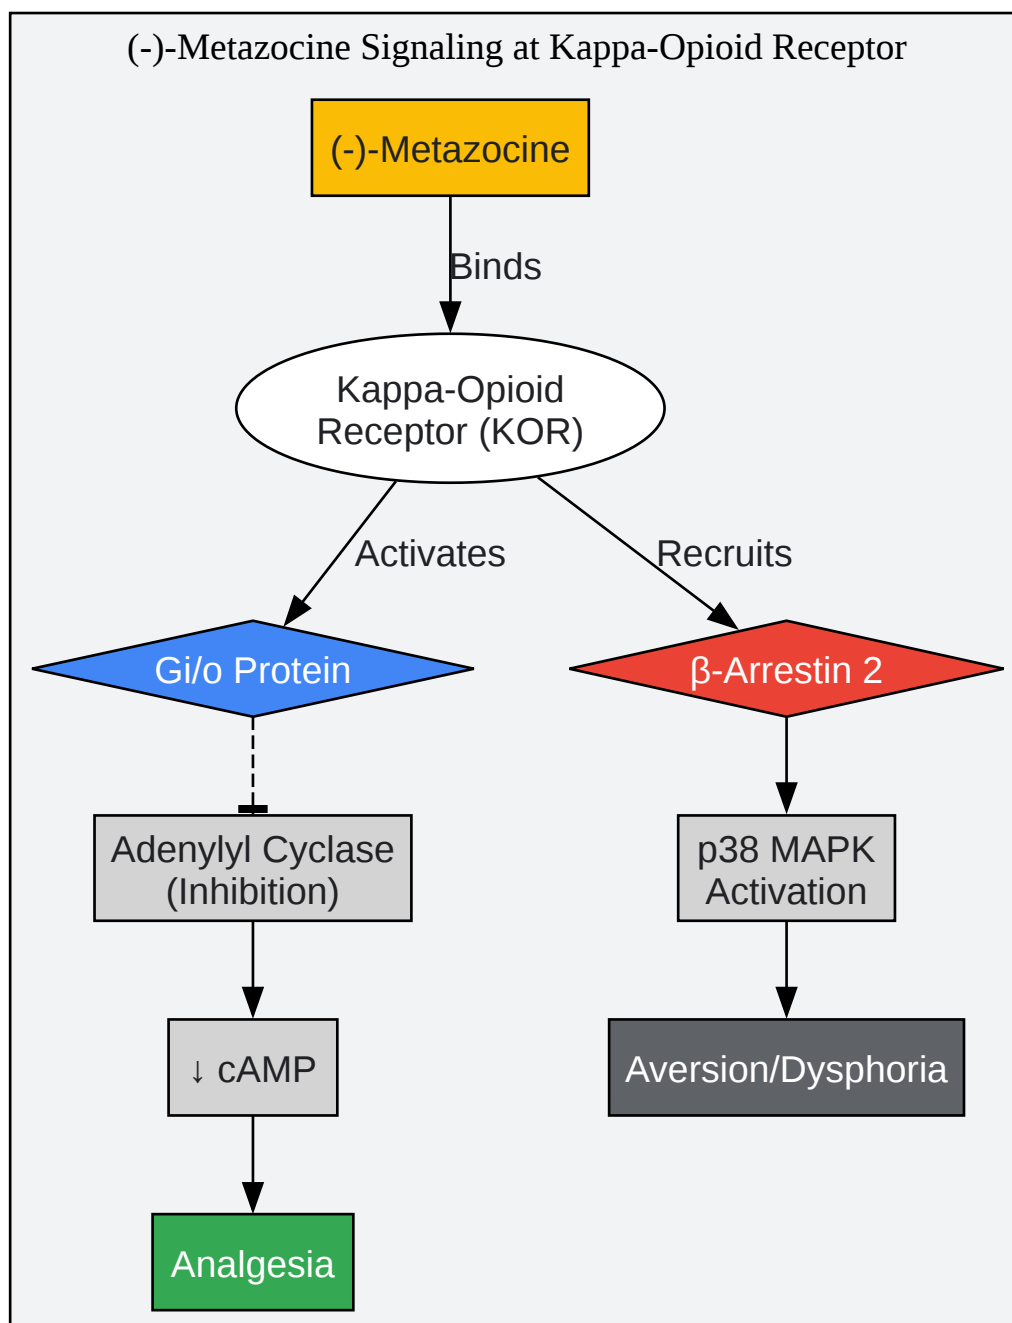 (-)-Metazocine Signaling at Kappa-Opioid Receptor
(-)-Metazocine
Binds
Kappa-Opioid
Receptor (KOR)
Activates
Recruits
Gi/o Protein
β-Arrestin 2
Adenylyl Cyclase
(Inhibition)
p38 MAPK
Activation
↓ cAMP
Aversion/Dysphoria
Analgesia